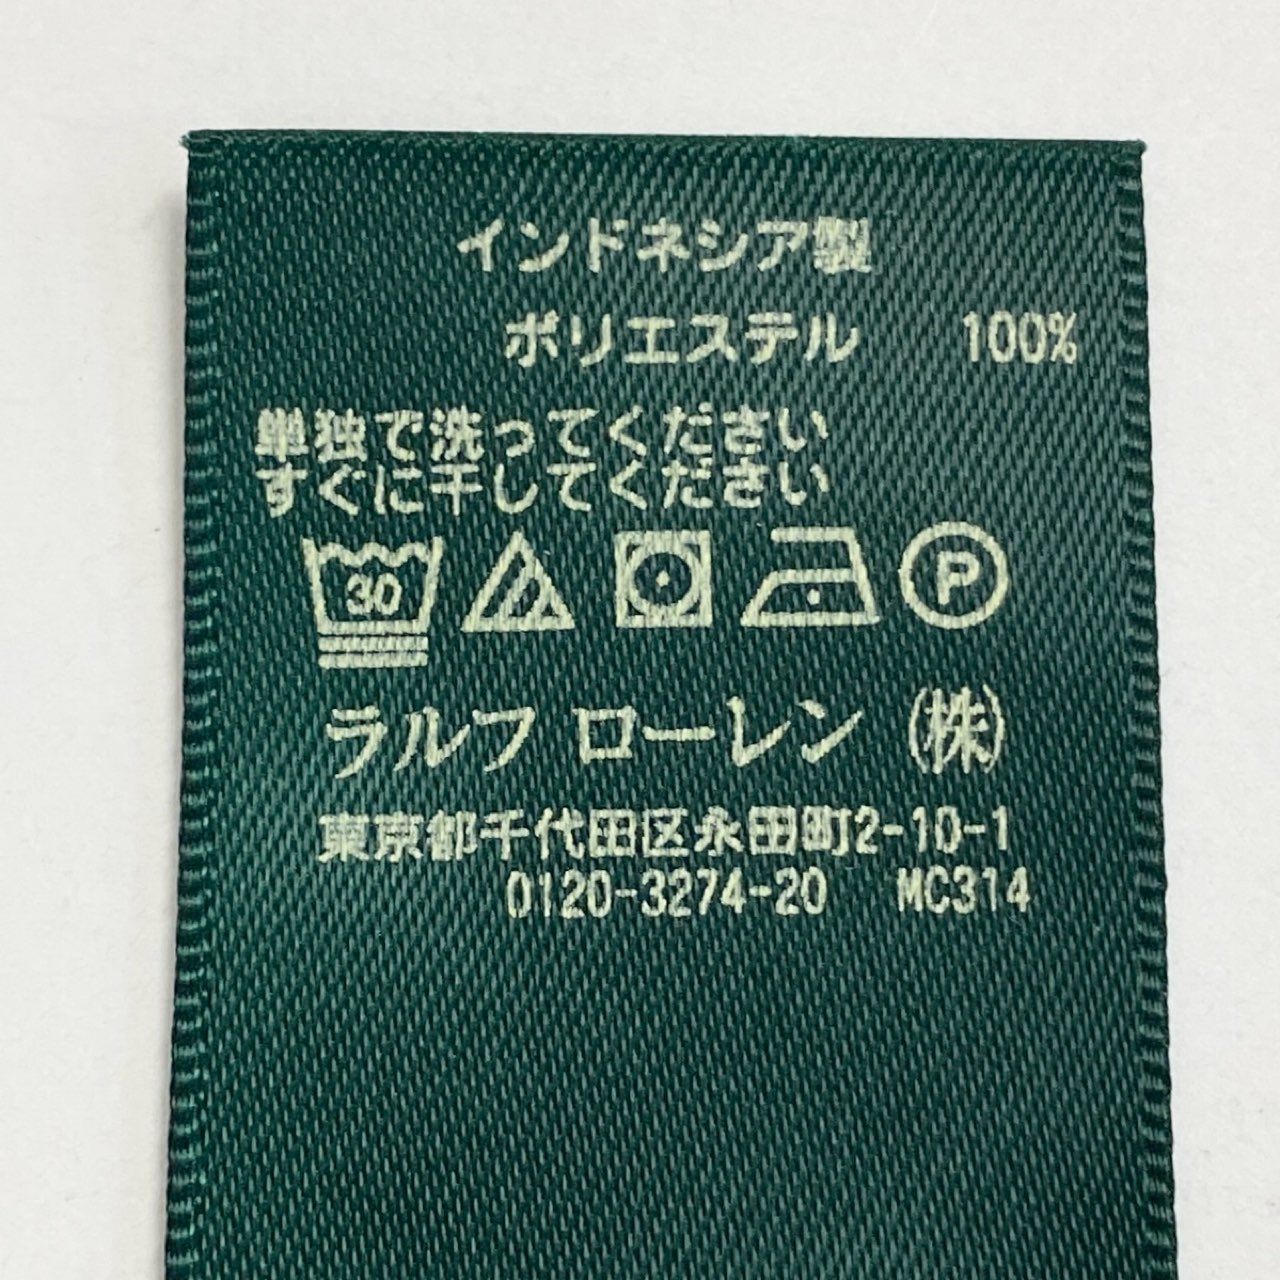 インドネシア製
ポリエステル 100%
単独で洗ってください
すぐに干してください
30 P
ラルフ ローレン (株)
東京都千代田区永田町2-10-1
0120-3274-20 MC314